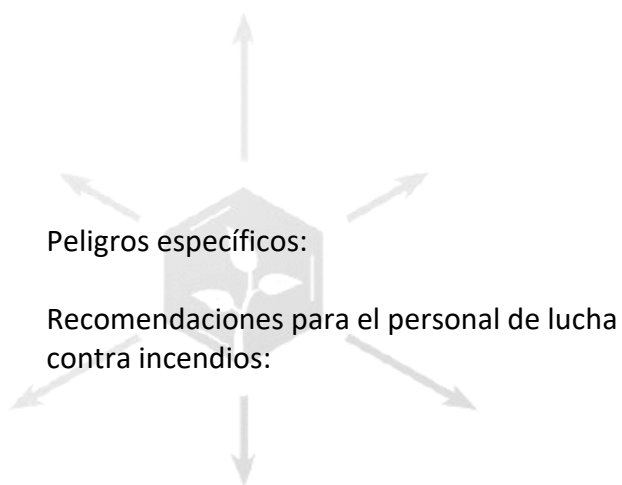 Peligros específicos:
Recomendaciones para el personal de lucha
contra incendios: